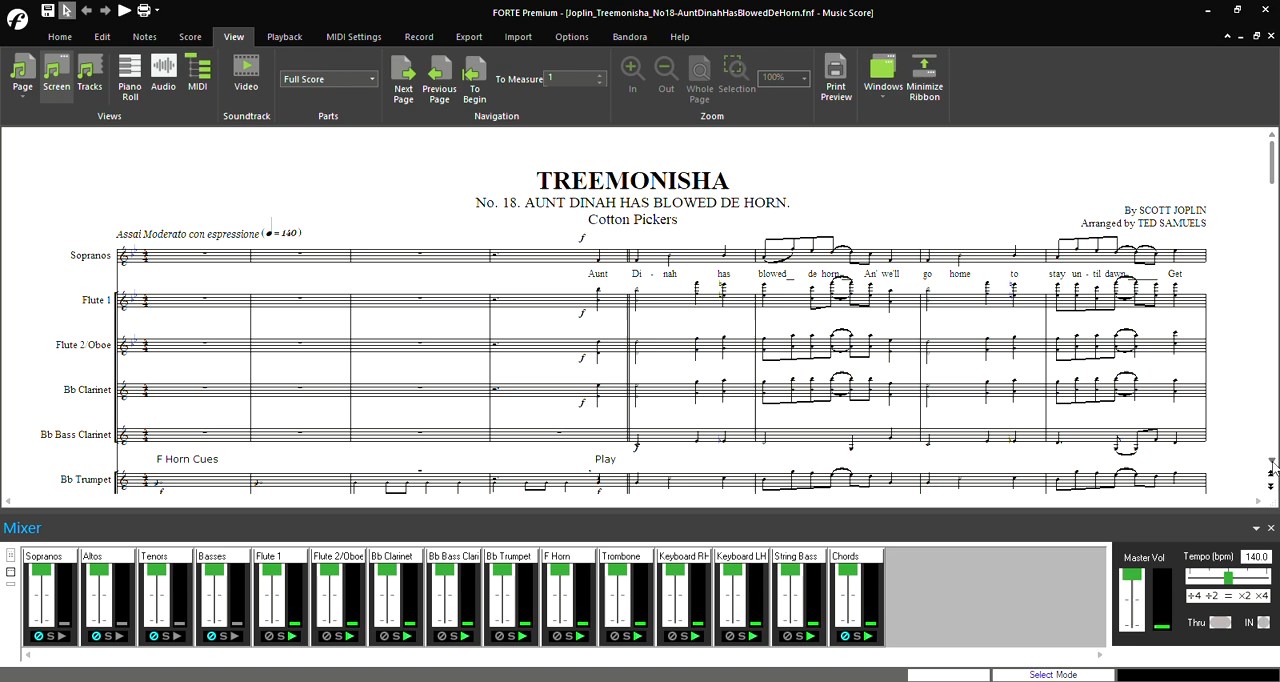 FORTE Premium - [Joplin_Treemonisha_No18-AuntDinahHasBlowedDeHorn.fnf - Music Score]
Home Edit Notes Score View Playback MIDI Settings Record Export Import Options Bandora Help
Page Screen Tracks Piano Roll Audio MIDI
Views
Video
Soundtrack
Full Score
Parts
Next Page Previous Page To Begin To Measure 1
Navigation
In Out Whole Page Selection 100%
Zoom
Print Preview
Windows Minimize Ribbon
TREEMONISHA
No. 18. AUNT DINAH HAS BLOWED DE HORN.
Cotton Pickers
By SCOTT JOPLIN
Arranged by TED SAMUELS
Assai Moderato con espressione (♩= 140 )
f
Sopranos
Aunt Di - nah has blowed_ de horn_ An' we'll go home to stay un - til dawn_ Get
Flute 1
f
Flute 2/Oboe
f
Bb Clarinet
f
Bb Bass Clarinet
f
F Horn Cues Play
Bb Trumpet
f f
Mixer
Sopranos Altos Tenors Basses Flute 1 Flute 2/Oboe Bb Clarinet Bb Bass Clari Bb Trumpet F Horn Trombone Keyboard RH Keyboard LH String Bass Chords
S S S S S S S S S S S S S S S
Master Vol Tempo (bpm) 140.0
÷4 ÷2 = ×2 ×4
Thru IN
Select Mode